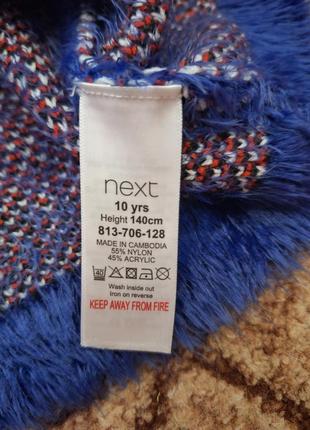 next
10 yrs
Height 140cm
813-706-128
MADE IN CAMBODIA
55% NYLON
45% ACRYLIC
40
Wash inside out
iron on reverse
KEEP AWAY FROM FIRE